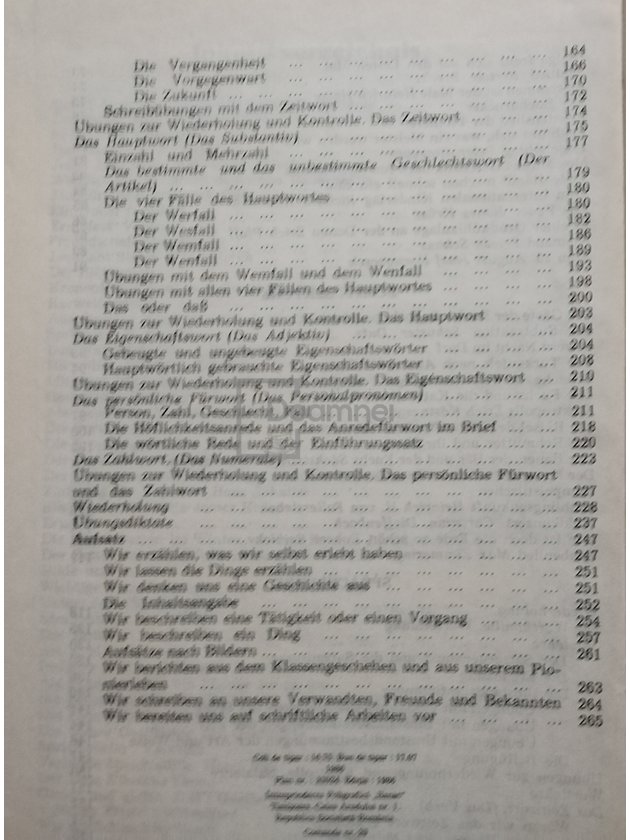 Die Vergangenheit ... ... ... ... ... ... ... ... ... 164
Die Vorgegenwart ... ... ... ... ... ... ... ... ... 166
Die Zukunft ... ... ... ... ... ... ... ... ... ... ... 170
Schreibübungen mit dem Zeitwort ... ... ... ... ... ... ... 172
Übungen zur Wiederholung und Kontrolle. Das Zeitwort ... ... ... 174
Das Hauptwort (Das Substantiv) ... ... ... ... ... ... ... ... 175
Einzahl und Mehrzahl ... ... ... ... ... ... ... ... ... 177
Das bestimmte und das unbestimmte Geschlechtswort (Der
Artikel) ... ... ... ... ... ... ... ... ... ... ... ... 179
Die vier Fälle des Hauptwortes ... ... ... ... ... ... ... 180
Der Werfall ... ... ... ... ... ... ... ... ... ... ... 180
Der Wesfall ... ... ... ... ... ... ... ... ... ... ... 182
Der Wemfall ... ... ... ... ... ... ... ... ... ... ... 186
Der Wenfall ... ... ... ... ... ... ... ... ... ... ... 189
Übungen mit dem Wemfall und dem Wenfall ... ... ... ... 193
Übungen mit allen vier Fällen des Hauptwortes ... ... ... ... 198
Das oder daß ... ... ... ... ... ... ... ... ... ... ... 200
Übungen zur Wiederholung und Kontrolle. Das Hauptwort ... ... ... 203
Das Eigenschaftswort (Das Adjektiv) ... ... ... ... ... ... ... 204
Gebeugte und ungebeugte Eigenschaftswörter ... ... ... ... 204
Hauptwörtlich gebrauchte Eigenschaftswörter ... ... ... ... 208
Übungen zur Wiederholung und Kontrolle. Das Eigenschaftswort ... 210
Das persönliche Fürwort (Das Personalpronomen) ... ... ... ... 211
Person, Zahl, Geschlecht ... ... ... ... ... ... ... ... 211
Die Höflichkeitsanrede und das Anredefürwort im Brief ... ... 218
Die wörtliche Rede und der Einführungssatz ... ... ... ... 220
Das Zahlwort (Das Numerale) ... ... ... ... ... ... ... ... ... 223
Übungen zur Wiederholung und Kontrolle. Das persönliche Fürwort
und das Zahlwort ... ... ... ... ... ... ... ... ... ... ... 227
Wiederholung ... ... ... ... ... ... ... ... ... ... ... ... 228
Übungsdiktate ... ... ... ... ... ... ... ... ... ... ... ... 237
Aufsatz ... ... ... ... ... ... ... ... ... ... ... ... ... ... 247
Wir erzählen, was wir selbst erlebt haben ... ... ... ... ... 247
Wir lassen die Dinge erzählen ... ... ... ... ... ... ... ... 251
Wir denken uns eine Geschichte aus ... ... ... ... ... ... 251
Die Inhaltsangabe ... ... ... ... ... ... ... ... ... ... 252
Wir beschreiben eine Tätigkeit oder einen Vorgang ... ... ... 254
Wir beschreiben ein Ding ... ... ... ... ... ... ... ... 257
Aufsätze nach Bildern ... ... ... ... ... ... ... ... ... ... 261
Wir berichten aus dem Klassengeschehen und aus unserem Pio-
nierleben ... ... ... ... ... ... ... ... ... ... ... ... 263
Wir schreiben an unsere Verwandten, Freunde und Bekannten 264
Wir bereiten uns auf schriftliche Arbeiten vor ... ... ... ... 265
Coli de tipar
1986
Republica Socialistă România
Comanda nr.